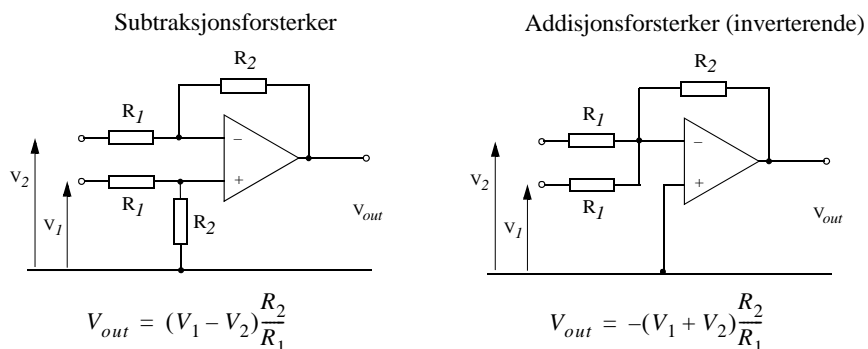 Subtraksjonsforsterker
R2
R1
−
+
R1
R2
v2
v1
vout
Vout = (V1 – V2) R2/R1
Addisjonsforsterker (inverterende)
R2
R1
−
+
R1
v2
v1
vout
Vout = –(V1 + V2) R2/R1